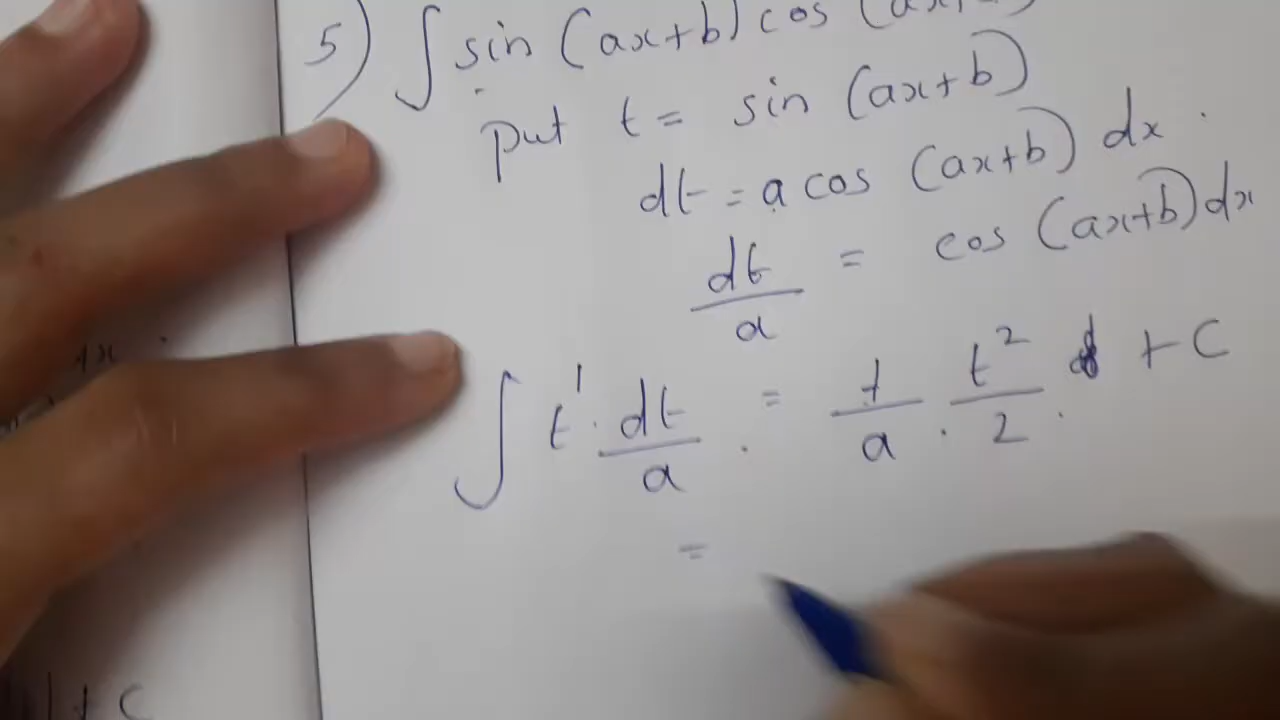 5) ∫ sin (ax+b) cos
put t = sin (ax+b)
dt = a cos (ax+b) dx .
dt/a = cos (ax+b) dx
∫ t¹ · dt/a . = 1/a . t²/2 . + C
=
+ C